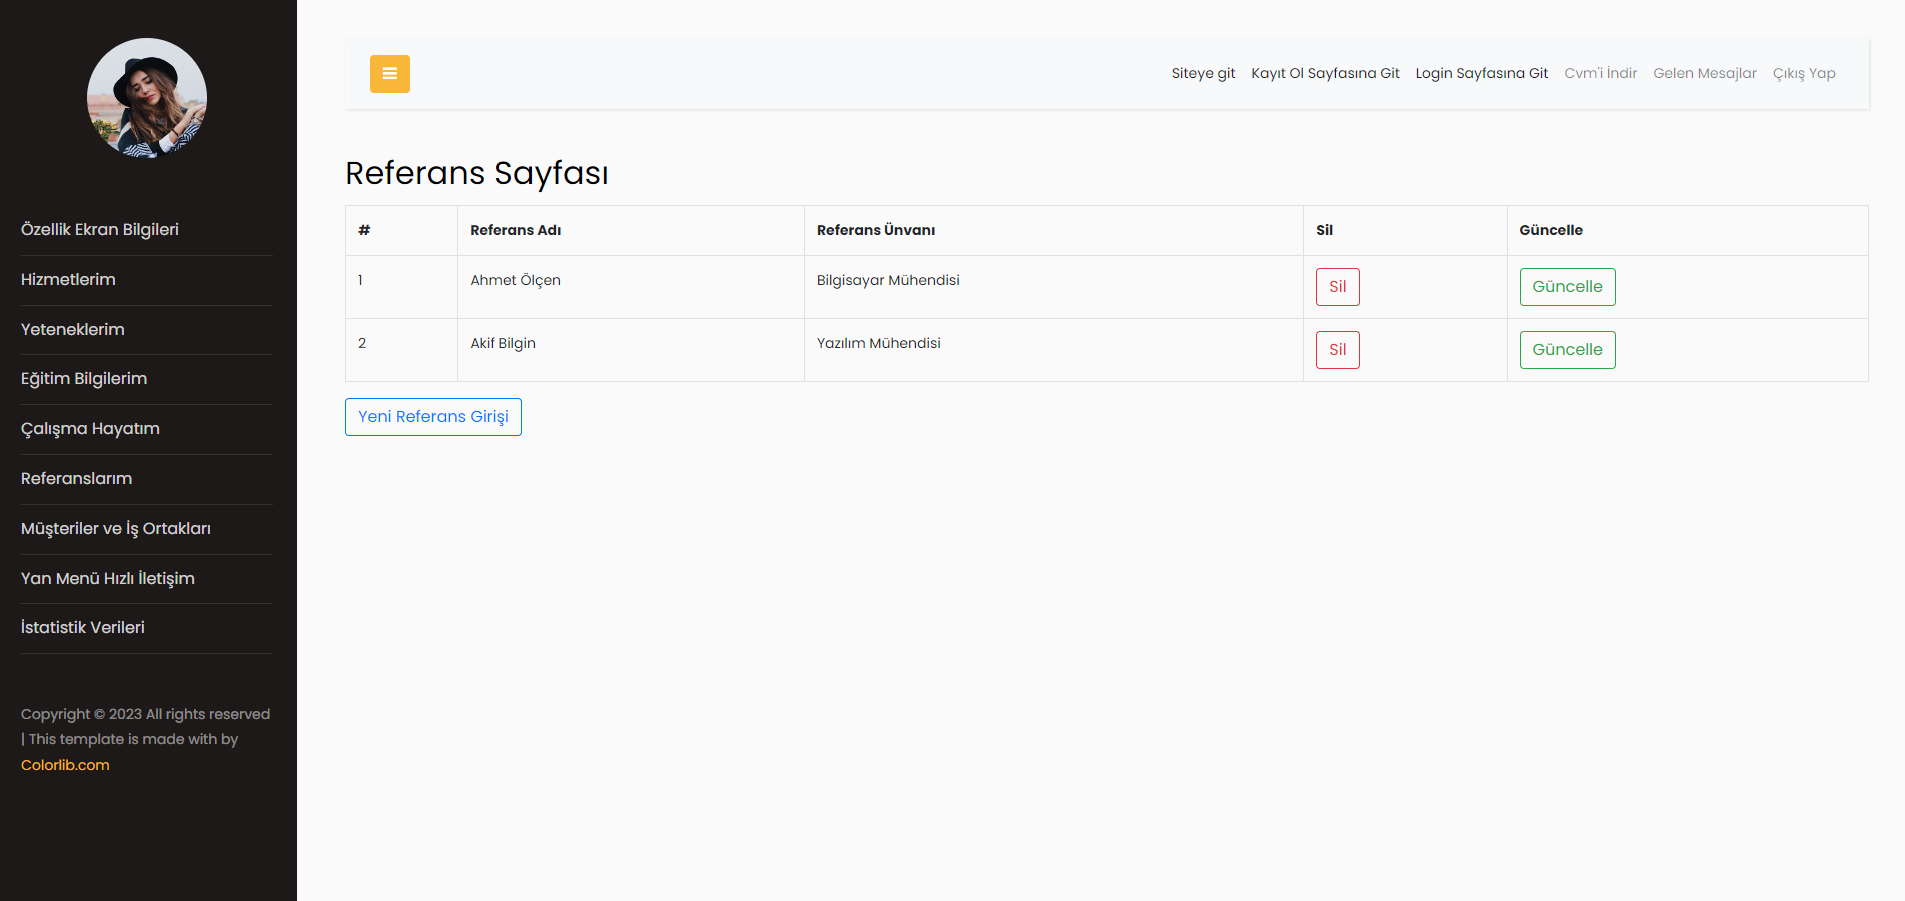 Özellik Ekran Bilgileri
Hizmetlerim
Yeteneklerim
Eğitim Bilgilerim
Çalışma Hayatım
Referanslarım
Müşteriler ve İş Ortakları
Yan Menü Hızlı İletişim
İstatistik Verileri
Copyright © 2023 All rights reserved
| This template is made with by
Colorlib.com
Siteye git Kayıt Ol Sayfasına Git Login Sayfasına Git Cvm'i İndir Gelen Mesajlar Çıkış Yap
Referans Sayfası
# Referans Adı Referans Ünvanı Sil Güncelle
1 Ahmet Ölçen Bilgisayar Mühendisi Sil Güncelle
2 Akif Bilgin Yazılım Mühendisi Sil Güncelle
Yeni Referans Girişi